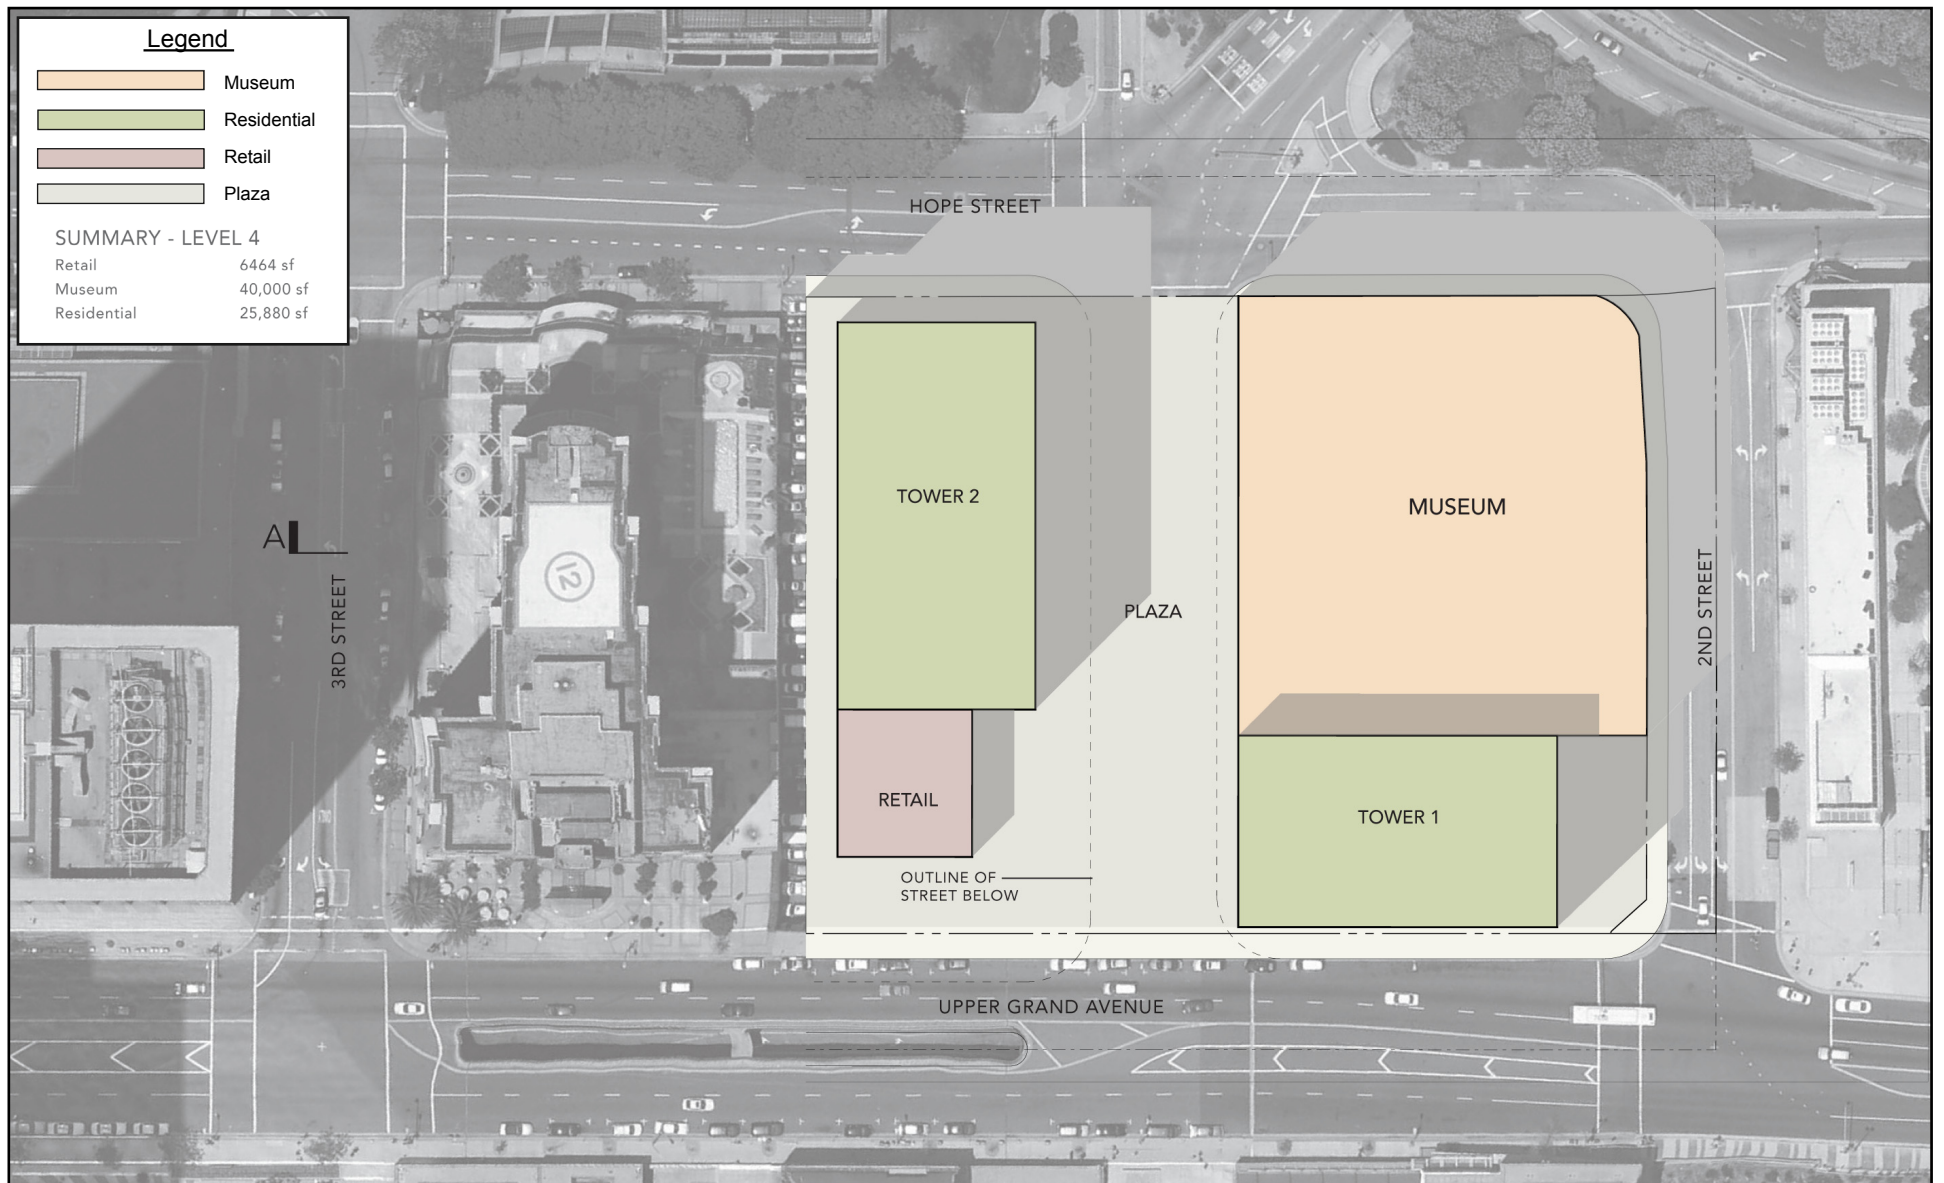 Legend
Museum
Residential
Retail
Plaza
SUMMARY - LEVEL 4
Retail 6464 sf
Museum 40,000 sf
Residential 25,880 sf
HOPE STREET
TOWER 2
MUSEUM
A
3RD STREET
12
PLAZA
2ND STREET
RETAIL
TOWER 1
OUTLINE OF
STREET BELOW
UPPER GRAND AVENUE